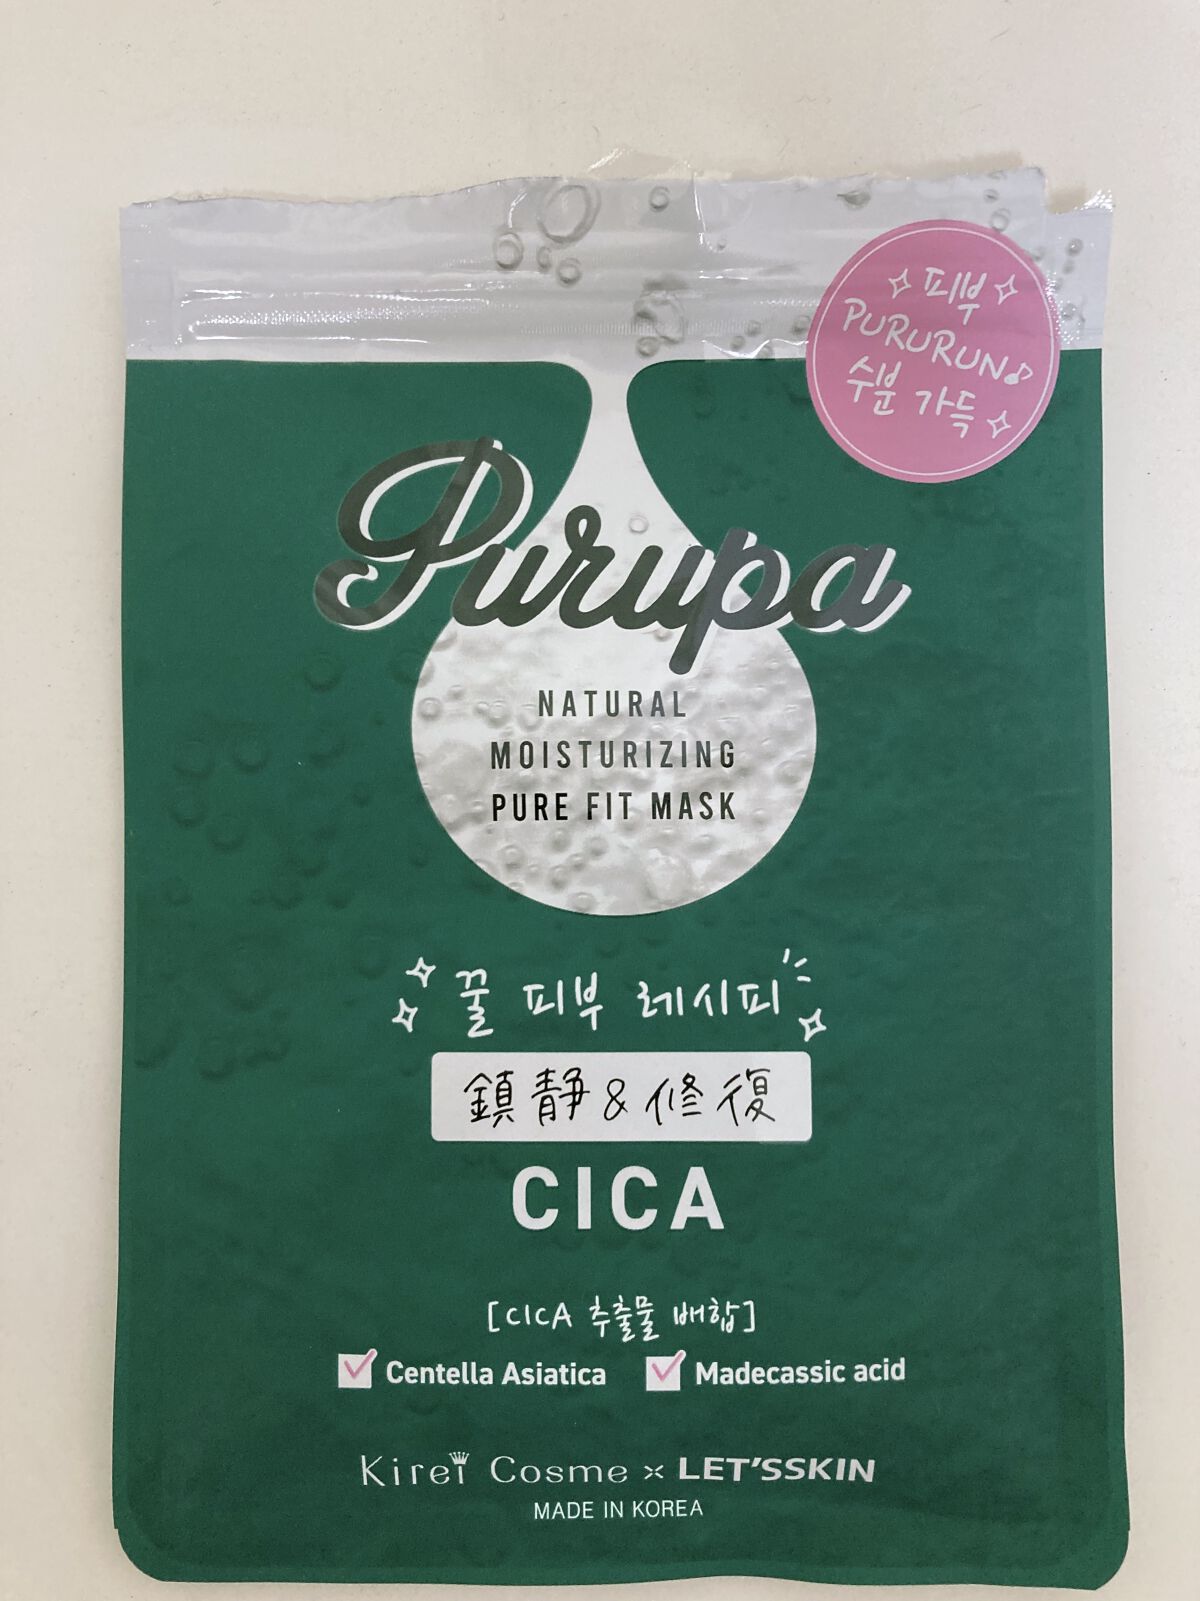 피부
PURURUN♪
수분 가득
Purupa
NATURAL
MOISTURIZING
PURE FIT MASK
꿀 피부 레시피
鎮静&修復
CICA
[CICA 추출물 배합]
Centella Asiatica Madecassic acid
Kirei Cosme × LET'SSKIN
MADE IN KOREA